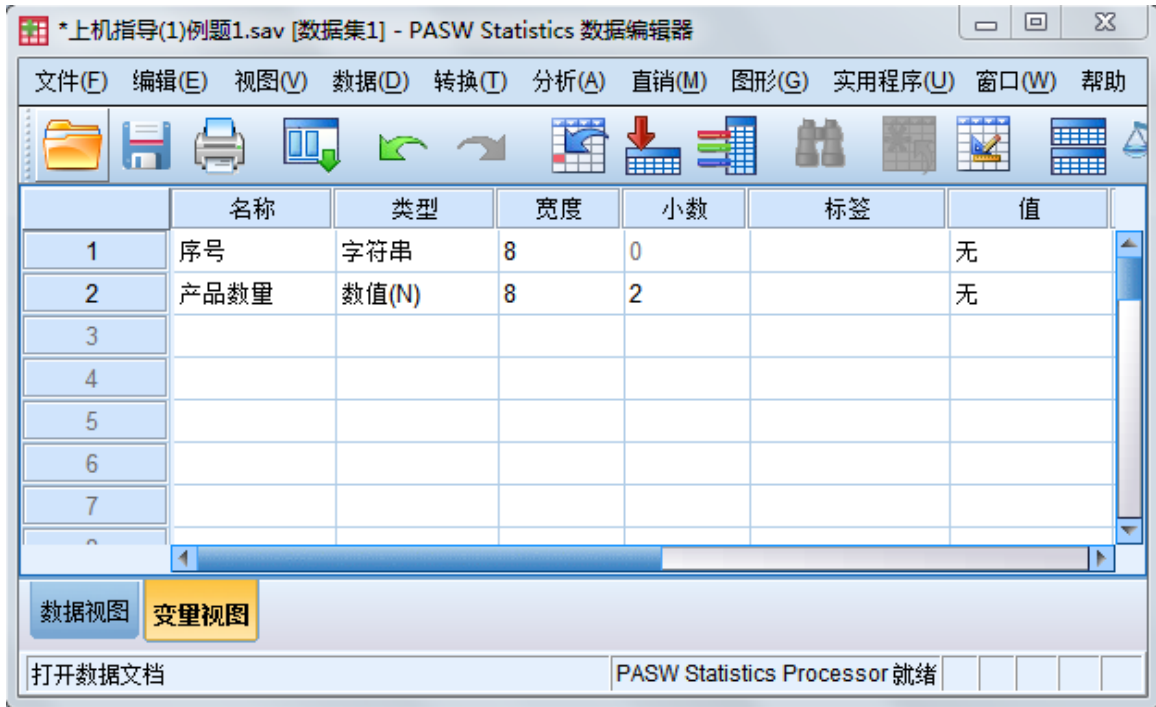 *上机指导(1)例题1.sav [数据集1] - PASW Statistics 数据编辑器
文件(F) 编辑(E) 视图(V) 数据(D) 转换(T) 分析(A) 直销(M) 图形(G) 实用程序(U) 窗口(W) 帮助
名称 类型 宽度 小数 标签 值
1 序号 字符串 8 0 无
2 产品数量 数值(N) 8 2 无
3
4
5
6
7
数据视图 变量视图
打开数据文档 PASW Statistics Processor 就绪